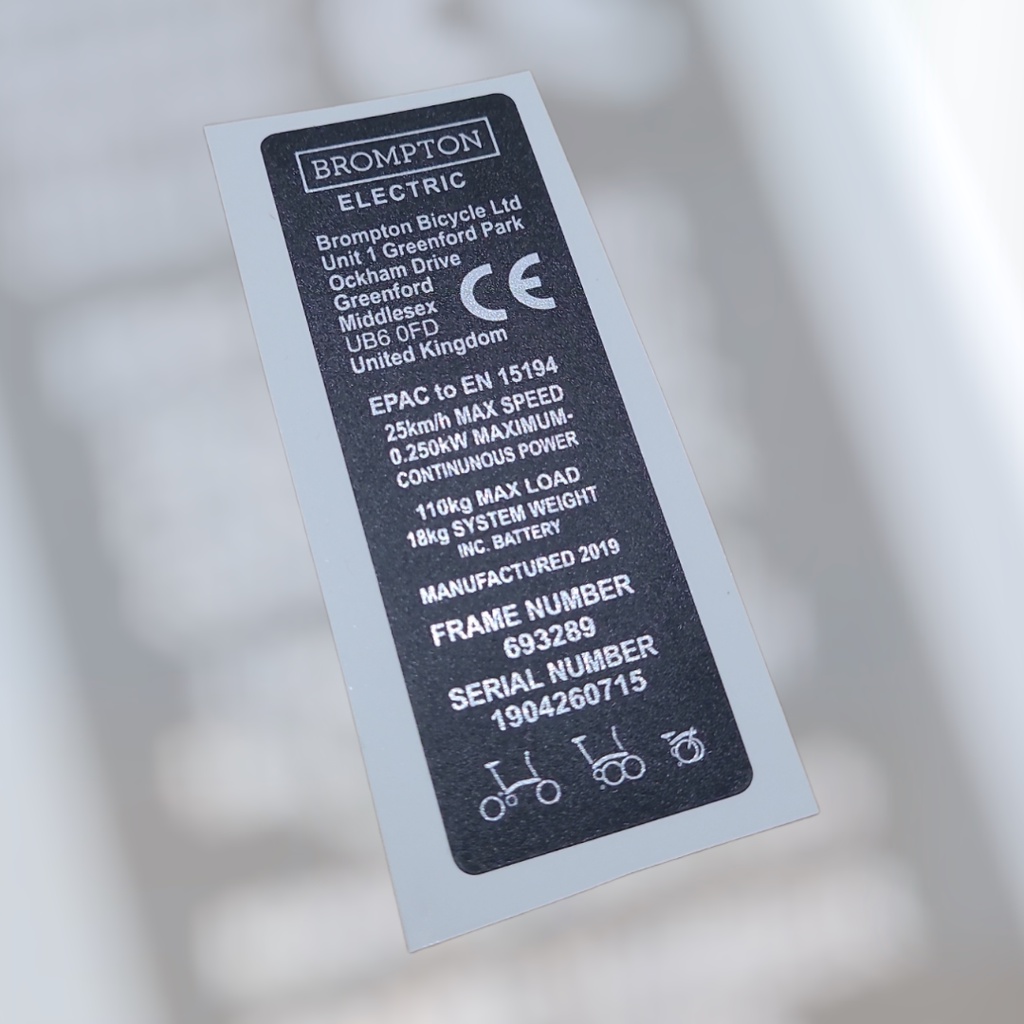 BROMPTON
ELECTRIC
Brompton Bicycle Ltd
Unit 1 Greenford Park
Ockham Drive
Greenford
Middlesex
UB6 0FD
United Kingdom
CE
EPAC to EN 15194
25km/h MAX SPEED
0.250kW MAXIMUM-
CONTINUNOUS POWER
110kg MAX LOAD
18kg SYSTEM WEIGHT
INC. BATTERY
MANUFACTURED 2019
FRAME NUMBER
693289
SERIAL NUMBER
1904260715